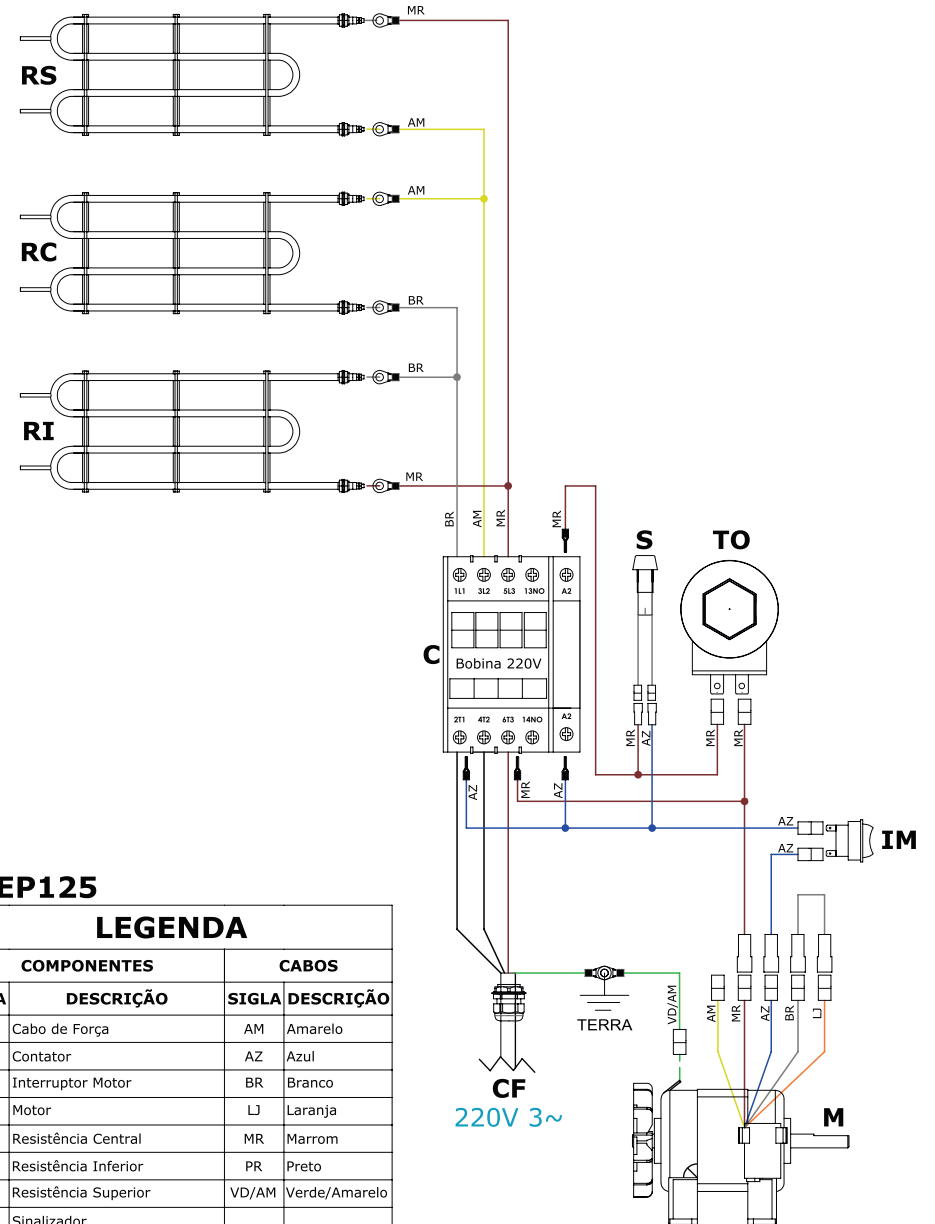 MR
RS
AM
AM
RC
BR
BR
RI
MR
BR
AM
MR
MR
S
TO
1L1 3L2 5L3 13NO A2
C
Bobina 220V
2T1 4T2 6T3 14NO A2
MR
AZ
MR
MR
AZ
MR
AZ
AZ
IM
AZ
EP125
LEGENDA
COMPONENTES CABOS
A DESCRIÇÃO SIGLA DESCRIÇÃO
Cabo de Força AM Amarelo
Contator AZ Azul
Interruptor Motor BR Branco
Motor LJ Laranja
Resistência Central MR Marrom
Resistência Inferior PR Preto
Resistência Superior VD/AM Verde/Amarelo
Sinalizador
TERRA
VD/AM
AM
MR
AZ
BR
LJ
CF
220V 3~
M